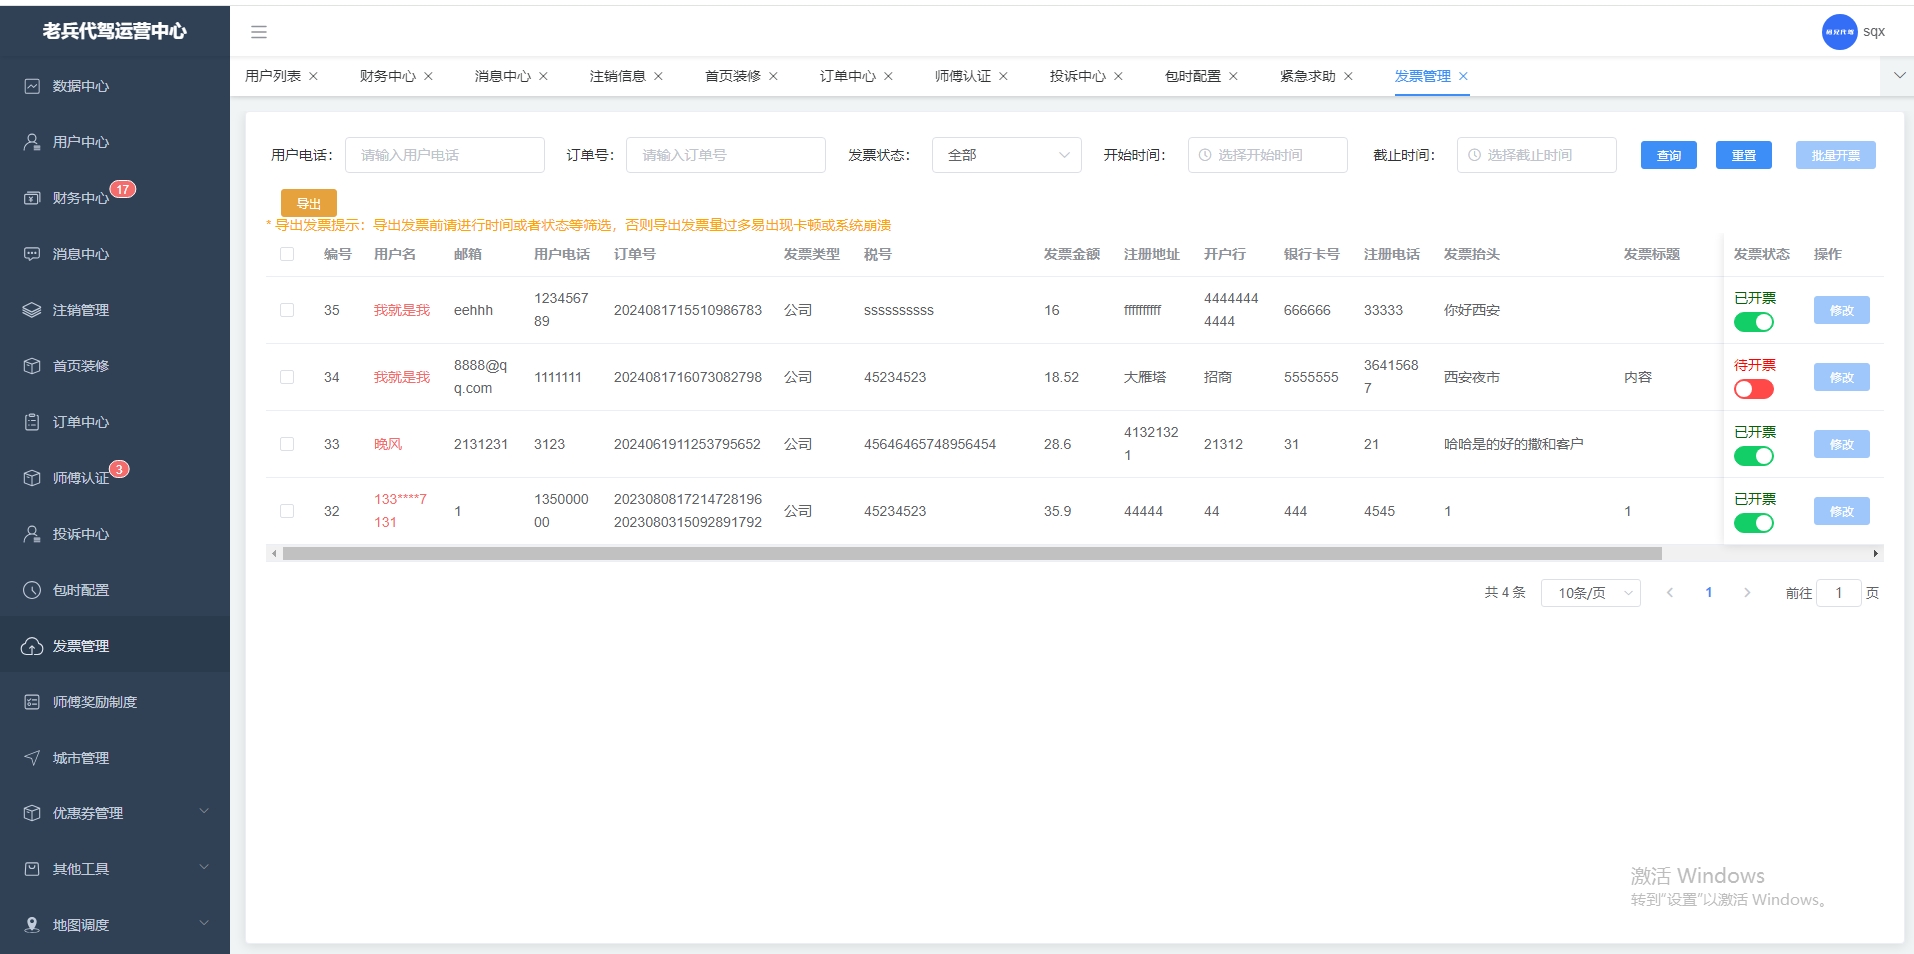 老兵代驾运营中心
sqx
数据中心
用户中心
财务中心 17
消息中心
注销管理
首页装修
订单中心
师傅认证 3
投诉中心
包时配置
发票管理
师傅奖励制度
城市管理
优惠券管理
其他工具
地图调度
用户列表 财务中心 消息中心 注销信息 首页装修 订单中心 师傅认证 投诉中心 包时配置 紧急求助 发票管理
用户电话： 请输入用户电话 订单号： 请输入订单号 发票状态： 全部 开始时间： 选择开始时间 截止时间： 选择截止时间 查询 重置 批量开票
导出
* 导出发票提示：导出发票前请进行时间或者状态等筛选，否则导出发票量过多易出现卡顿或系统崩溃
编号 用户名 邮箱 用户电话 订单号 发票类型 税号 发票金额 注册地址 开户行 银行卡号 注册电话 发票抬头 发票标题 发票状态 操作
35 我就是我 eehhh 123456789 2024081715510986783 公司 ssssssssss 16 ffffffffff 44444444444 666666 33333 你好西安 已开票 修改
34 我就是我 8888@qq.com 1111111 2024081716073082798 公司 45234523 18.52 大雁塔 招商 5555555 36415687 西安夜市 内容 待开票 修改
33 晚风 2131231 3123 2024061911253795652 公司 45646465748956454 28.6 41321321 21312 31 21 哈哈是的好的撒和客户 已开票 修改
32 133****7131 1 135000000 2023080817214728196 2023080315092891792 公司 45234523 35.9 44444 44 444 4545 1 1 已开票 修改
共 4 条 10条/页 1 前往 1 页
激活 Windows
转到"设置"以激活 Windows。